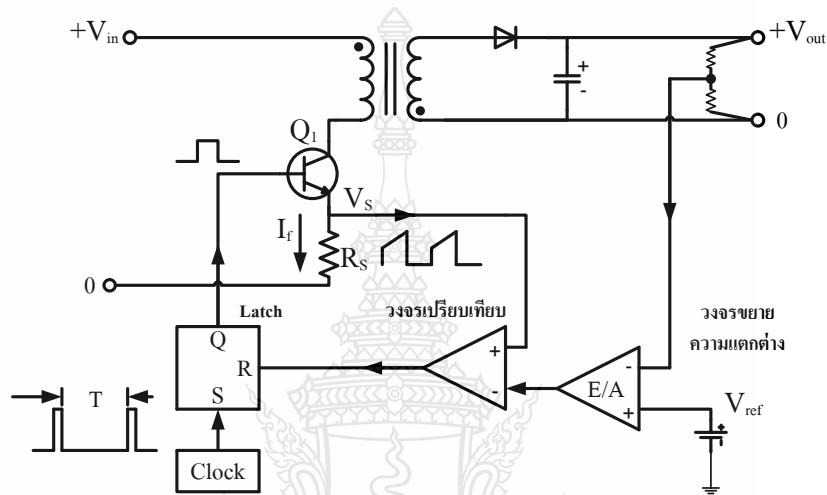 +Vin
+Vout
+
-
0
Q1
VS
If
RS
0
Latch
วงจรเปรียบเทียบ
วงจรขยาย
ความแตกต่าง
Q
R
S
+
-
E/A
-
+
Vref
+
T
Clock